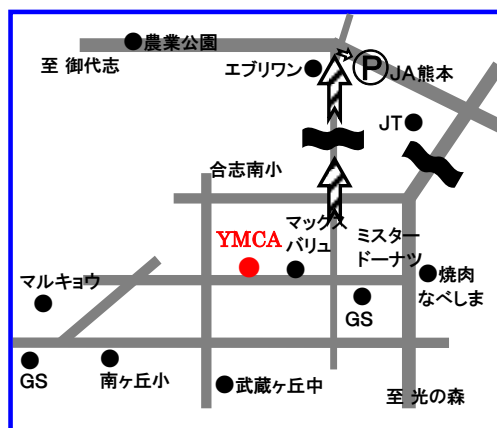 農業公園
至 御代志
エブリワン
P
JA熊本
JT
合志南小
YMCA
マックス
バリュ
ミスター
ドーナツ
マルキョウ
焼肉
なべしま
GS
GS
南ヶ丘小
武蔵ヶ丘中
至 光の森